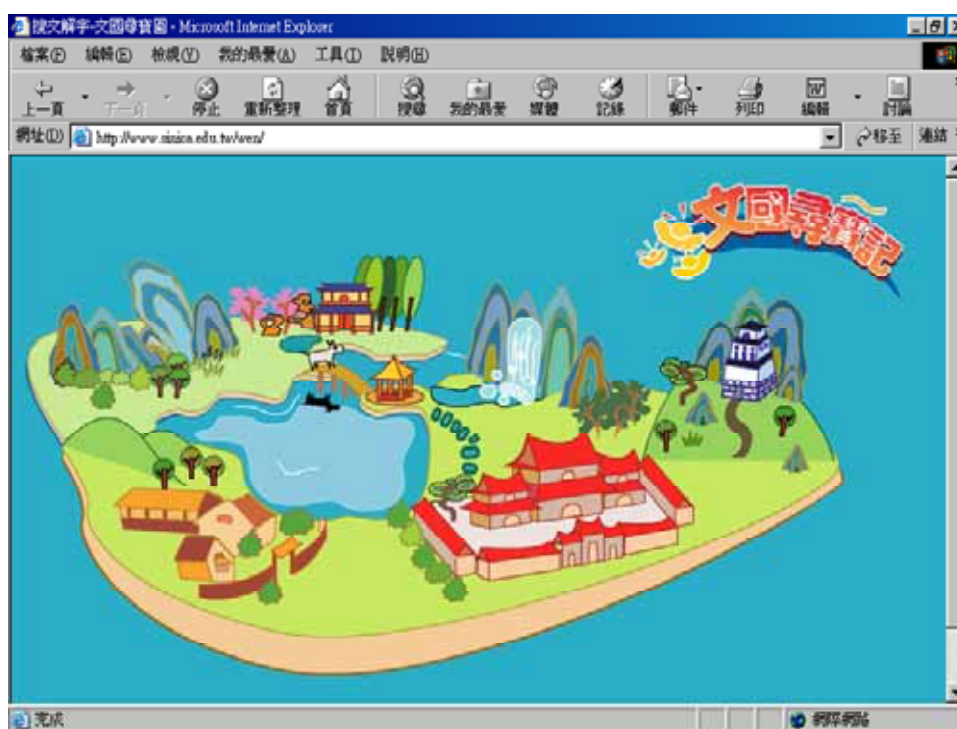 搜文解字-文國尋寶圖 - Microsoft Internet Explorer
檔案(F) 編輯(E) 檢視(V) 我的最愛(A) 工具(T) 說明(H)
上一頁 下一頁 停止 重新整理 首頁 搜尋 我的最愛 媒體 記錄 郵件 列印 編輯 討論
網址(D) http://www.sinica.edu.tw/wen/ 移至 連結
文國尋寶記
完成 網際網路